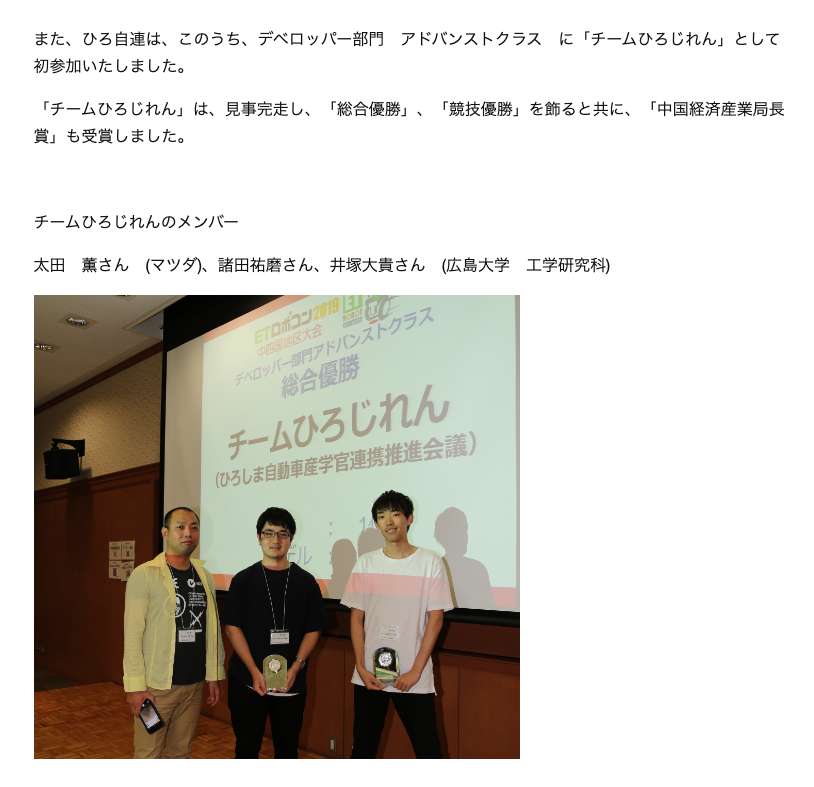 また、ひろ自連は、このうち、デベロッパー部門　アドバンストクラス　に「チームひろじれん」として
初参加いたしました。
「チームひろじれん」は、見事完走し、「総合優勝」、「競技優勝」を飾ると共に、「中国経済産業局長
賞」も受賞しました。
チームひろじれんのメンバー
太田　薫さん　(マツダ)、諸田祐磨さん、井塚大貴さん　(広島大学　工学研究科)
ETロボコン2019
中四国地区大会
デベロッパー部門アドバンストクラス
総合優勝
チームひろじれん
（ひろしま自動車産学官連携推進会議）